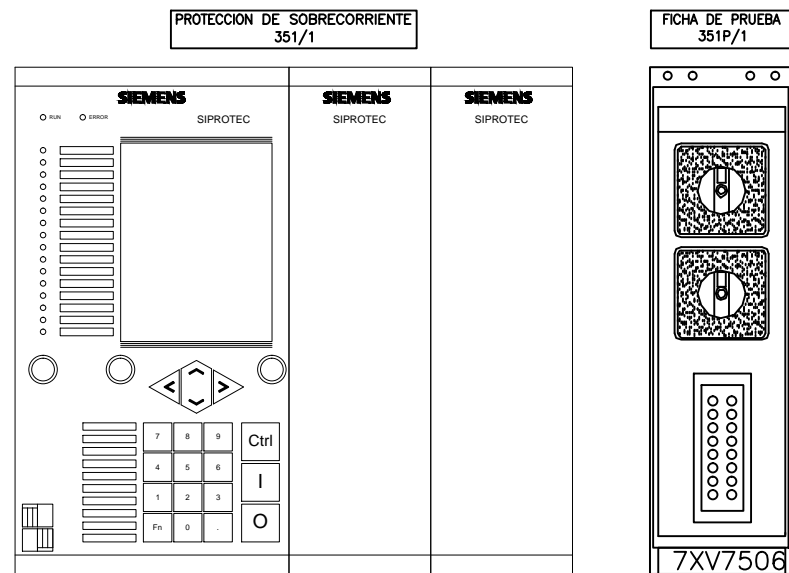 PROTECCION DE SOBRECORRIENTE
351/1
FICHA DE PRUEBA
351P/1
SIEMENS
SIEMENS
SIEMENS
RUN
ERROR
SIPROTEC
SIPROTEC
SIPROTEC
7 8 9
Ctrl
4 5 6
I
1 2 3
Fn 0 .
O
7XV7506